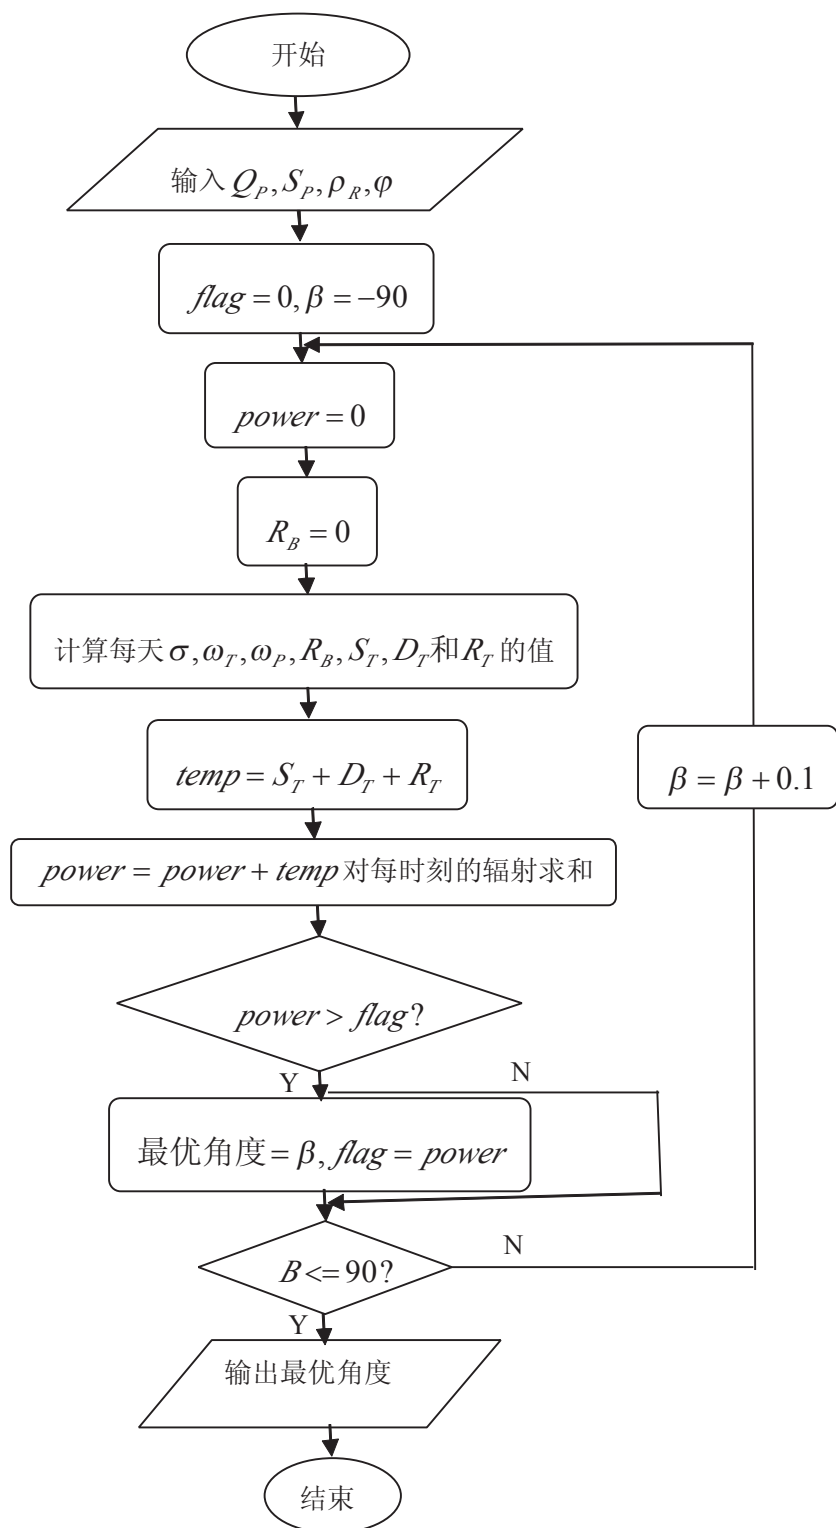 开始
输入 Q_P, S_P, ρ_R, φ
flag = 0, β = −90
power = 0
R_B = 0
计算每天 σ, ω_T, ω_P, R_B, S_T, D_T 和 R_T 的值
temp = S_T + D_T + R_T
β = β + 0.1
power = power + temp 对每时刻的辐射求和
power > flag?
Y
N
最优角度 = β, flag = power
B <= 90?
N
Y
输出最优角度
结束